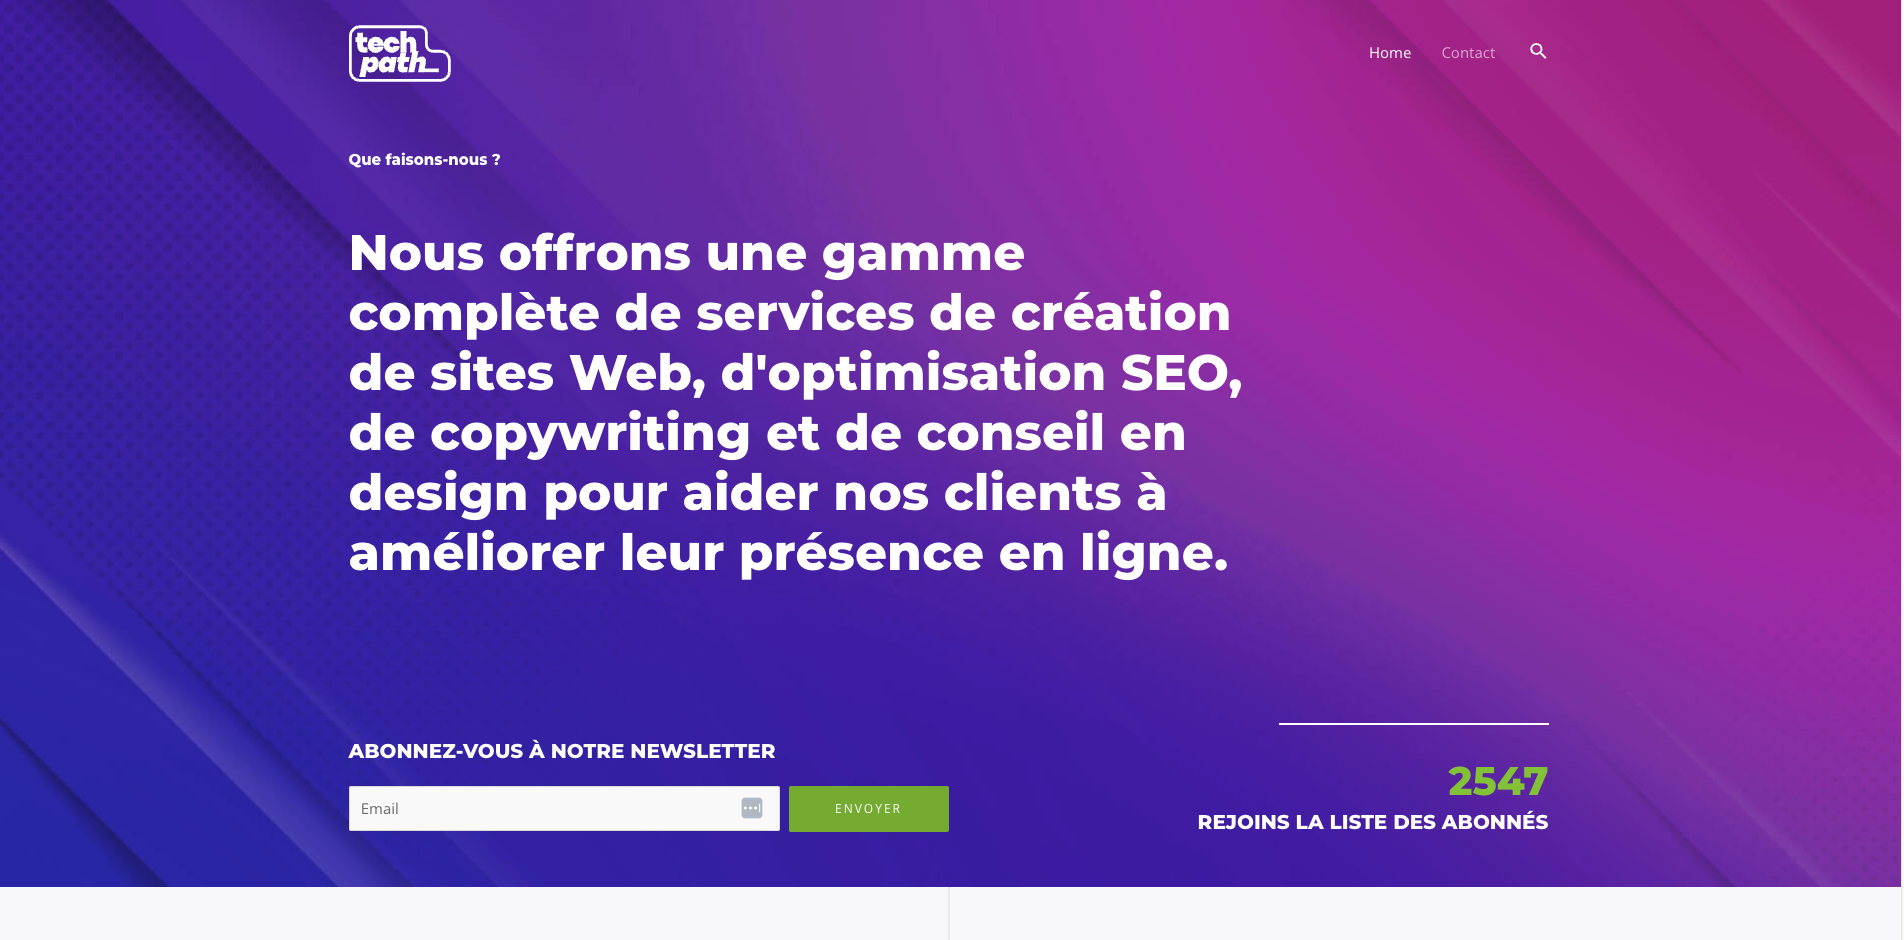 tech
path_
Home
Contact
Que faisons-nous ?
Nous offrons une gamme
complète de services de création
de sites Web, d'optimisation SEO,
de copywriting et de conseil en
design pour aider nos clients à
améliorer leur présence en ligne.
ABONNEZ-VOUS À NOTRE NEWSLETTER
Email
ENVOYER
2547
REJOINS LA LISTE DES ABONNÉS